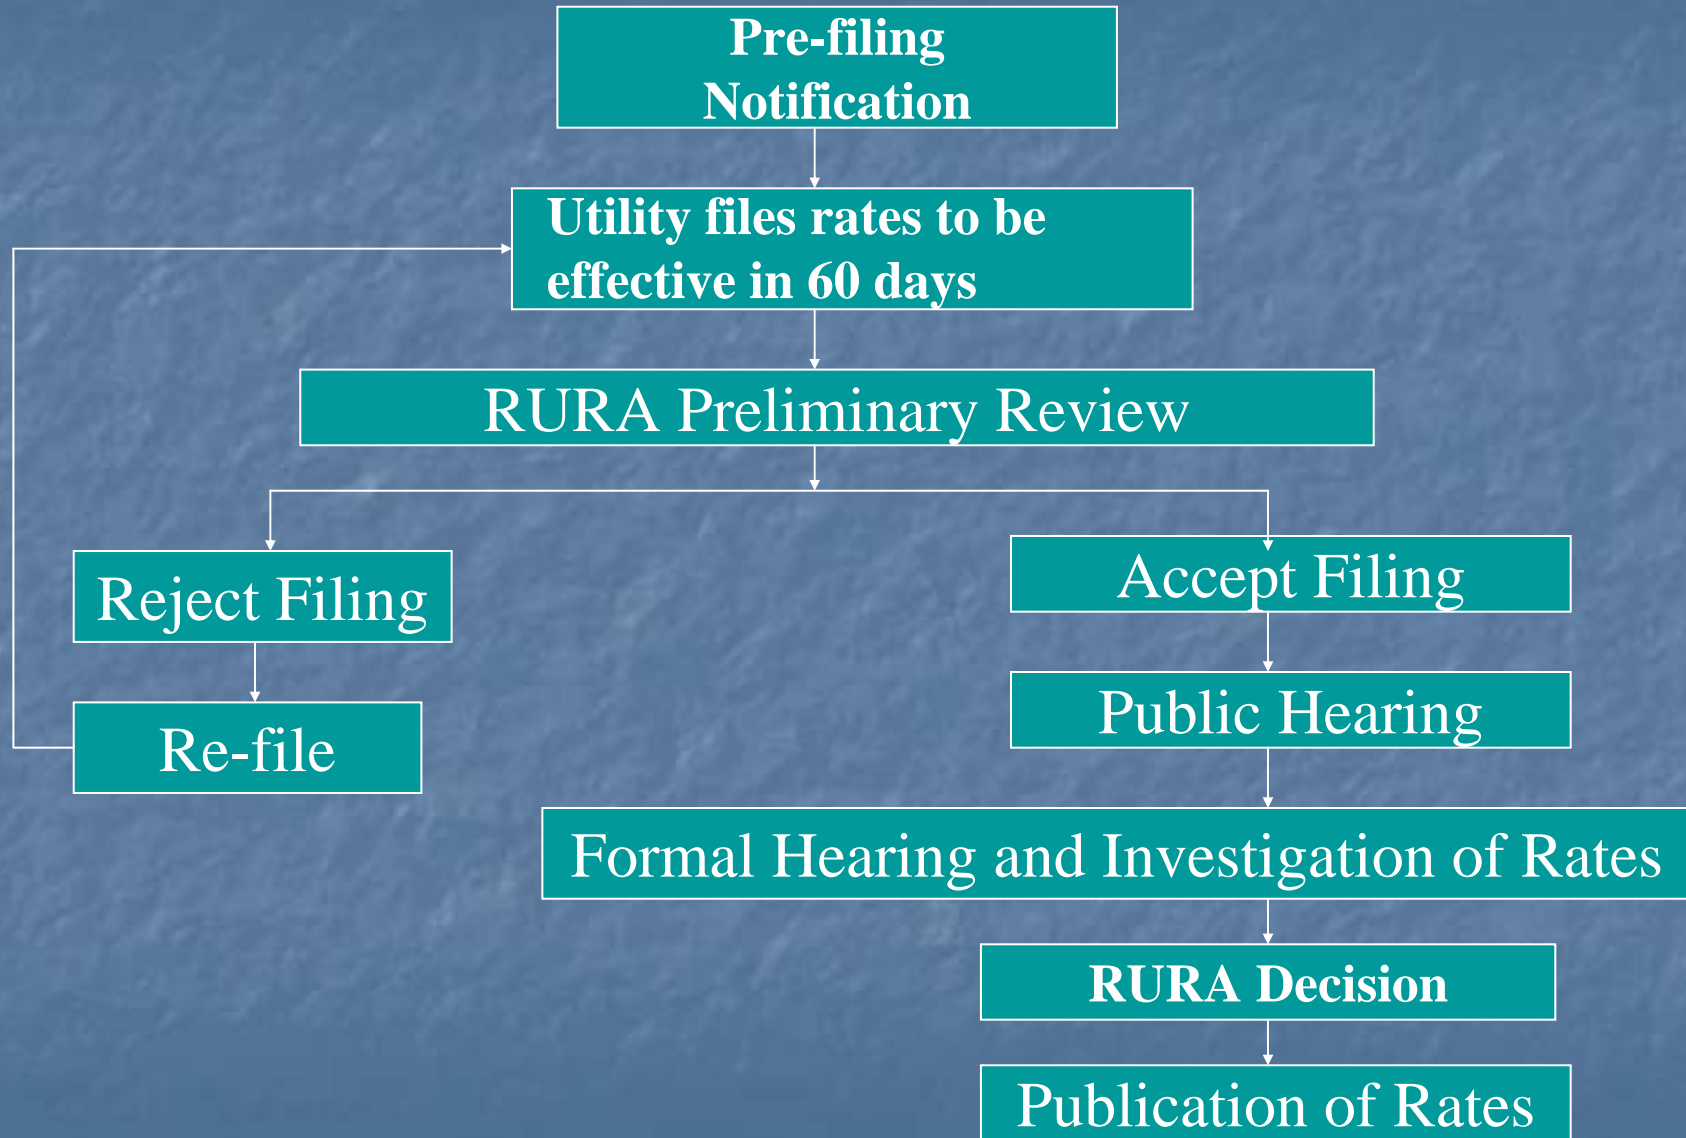 Pre-filing
Notification
Utility files rates to be
effective in 60 days
RURA Preliminary Review
Reject Filing
Accept Filing
Re-file
Public Hearing
Formal Hearing and Investigation of Rates
RURA Decision
Publication of Rates